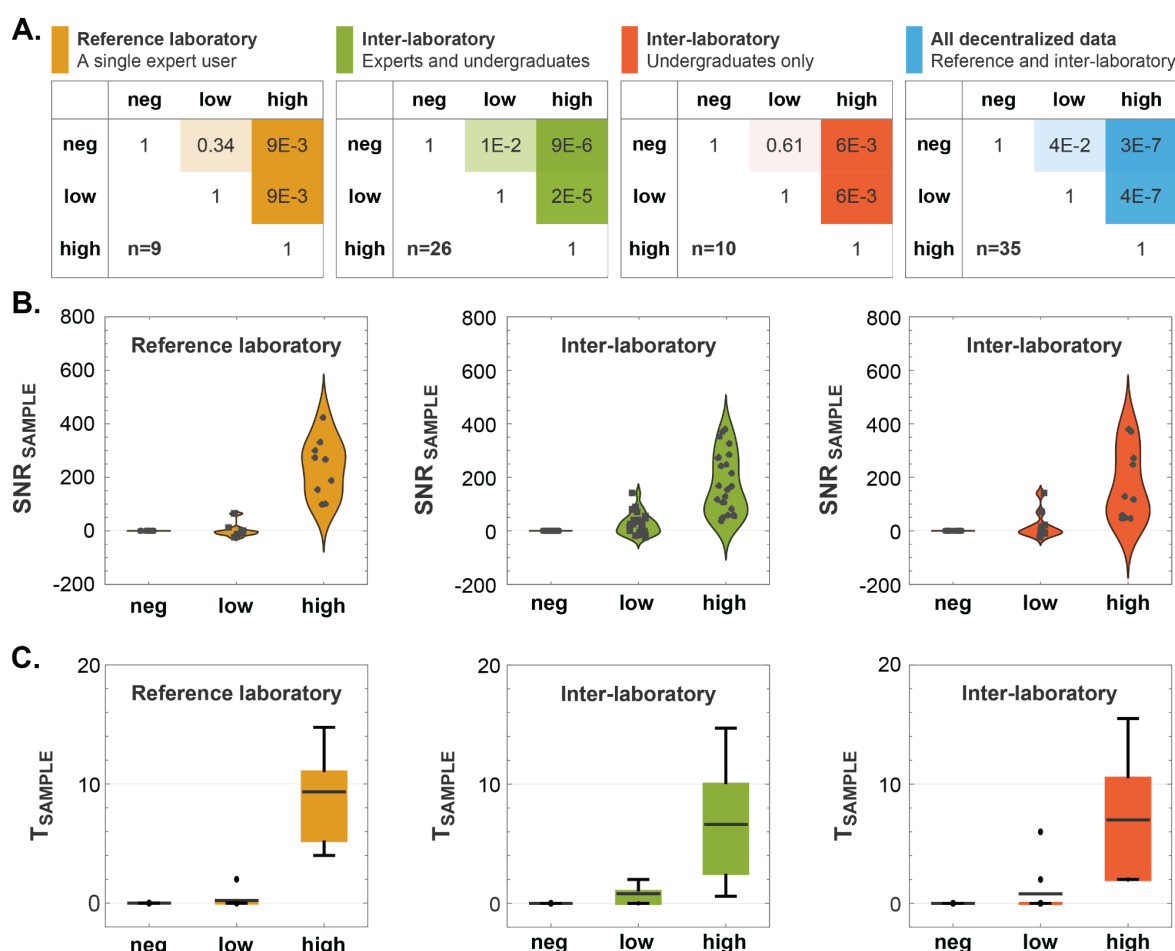 A.
Reference laboratory
A single expert user
Inter-laboratory
Experts and undergraduates
Inter-laboratory
Undergraduates only
All decentralized data
Reference and inter-laboratory
neg low high
neg 1 0.34 9E-3
low 1 9E-3
high n=9 1
neg low high
neg 1 1E-2 9E-6
low 1 2E-5
high n=26 1
neg low high
neg 1 0.61 6E-3
low 1 6E-3
high n=10 1
neg low high
neg 1 4E-2 3E-7
low 1 4E-7
high n=35 1
B.
SNR SAMPLE
800
600
400
200
0
-200
Reference laboratory
neg low high
SNR SAMPLE
800
600
400
200
0
-200
Inter-laboratory
neg low high
SNR SAMPLE
800
600
400
200
0
-200
Inter-laboratory
neg low high
C.
TSAMPLE
20
10
0
Reference laboratory
neg low high
TSAMPLE
20
10
0
Inter-laboratory
neg low high
TSAMPLE
20
10
0
Inter-laboratory
neg low high